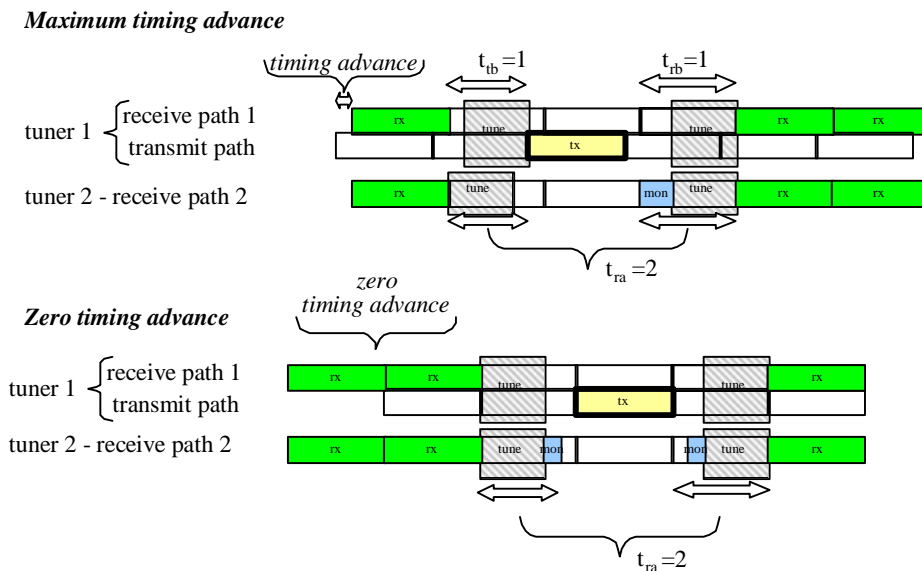 Maximum timing advance
timing advance
t_tb =1
t_rb =1
tuner 1
receive path 1
transmit path
rx
tune
tune
rx
rx
tx
tuner 2 - receive path 2
rx
tune
mon
tune
rx
rx
t_ra =2
zero
timing advance
Zero timing advance
tuner 1
receive path 1
transmit path
rx
rx
tune
tune
rx
tx
tuner 2 - receive path 2
rx
rx
tune
mon
mon
tune
rx
t_ra =2